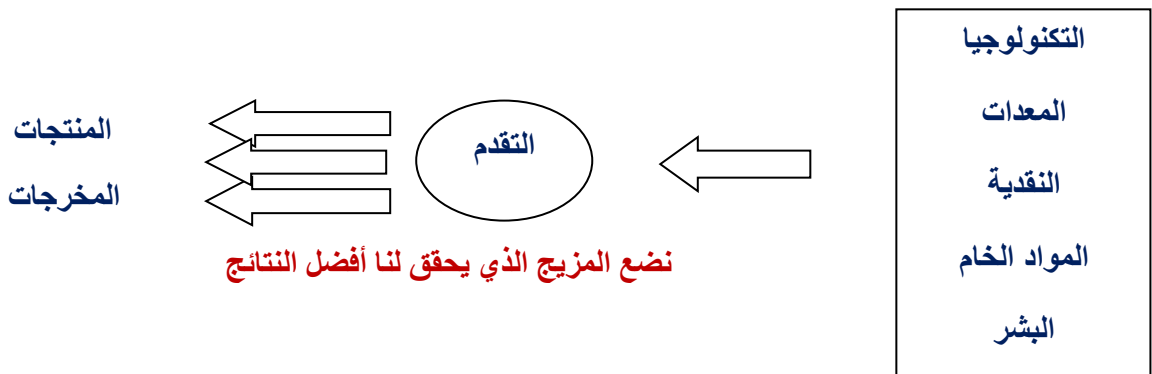 التكنولوجيا
المعدات
النقدية
المواد الخام
البشر
التقدم
نضع المزيج الذي يحقق لنا أفضل النتائج
المنتجات
المخرجات